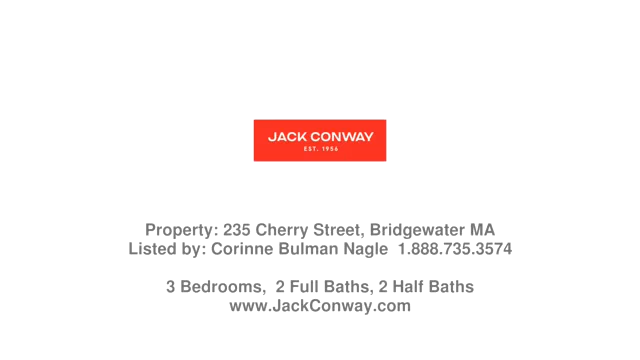 JACK CONWAY
EST. 1956
Property: 235 Cherry Street, Bridgewater MA
Listed by: Corinne Bulman Nagle  1.888.735.3574
3 Bedrooms,  2 Full Baths, 2 Half Baths
www.JackConway.com